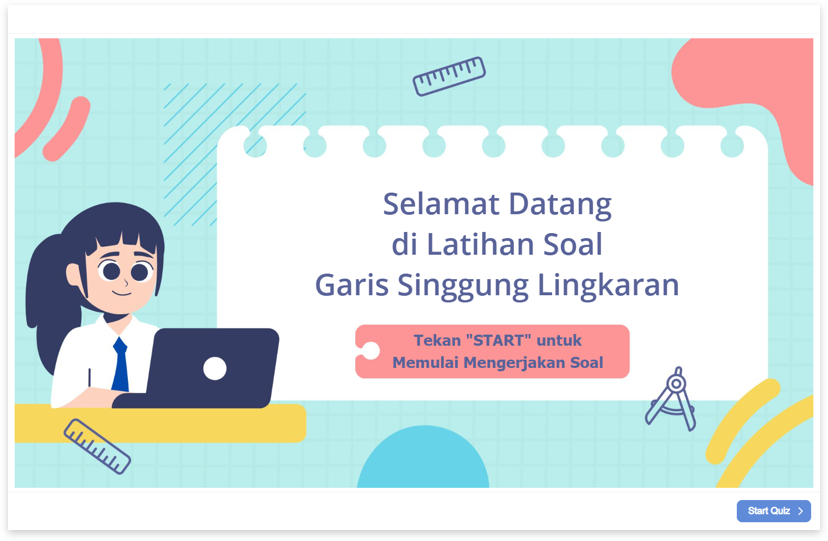 Selamat Datang
di Latihan Soal
Garis Singgung Lingkaran
Tekan "START" untuk
Memulai Mengerjakan Soal
Start Quiz